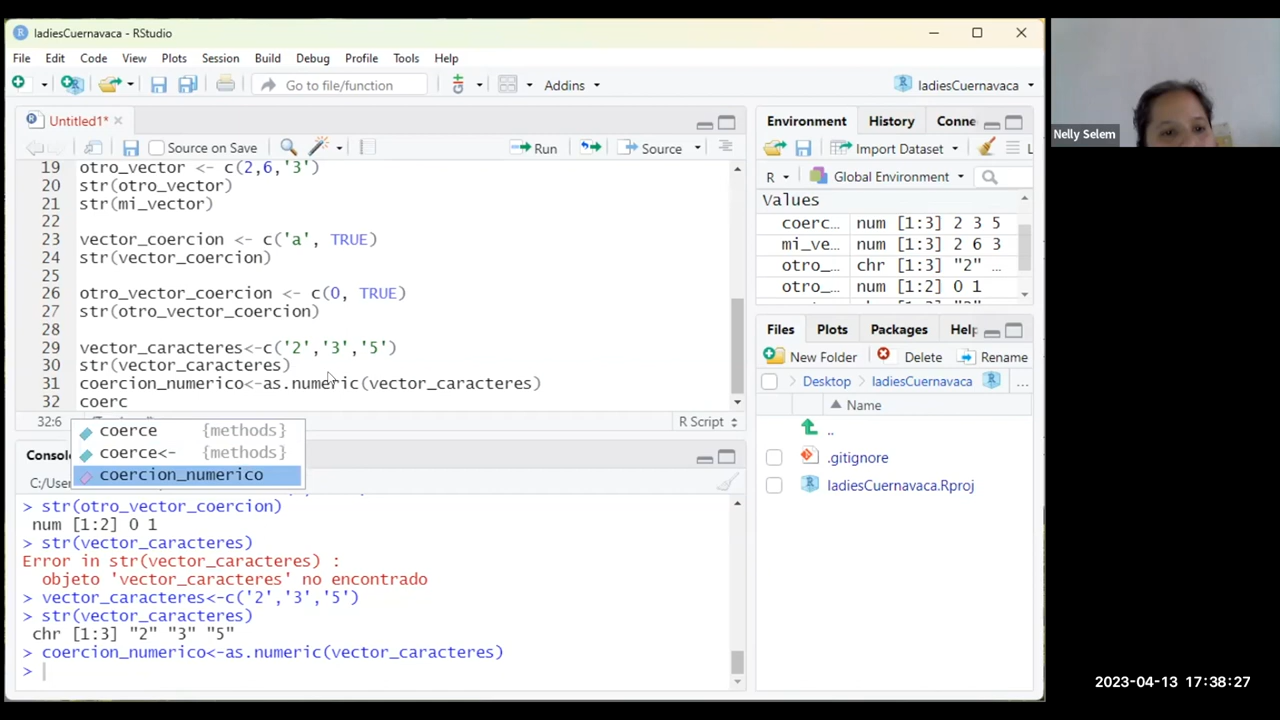 ladiesCuernavaca - RStudio
File Edit Code View Plots Session Build Debug Profile Tools Help
Go to file/function Addins ladiesCuernavaca
Untitled1*
Source on Save Run Source
19 otro_vector <- c(2,6,'3')
20 str(otro_vector)
21 str(mi_vector)
22
23 vector_coercion <- c('a', TRUE)
24 str(vector_coercion)
25
26 otro_vector_coercion <- c(0, TRUE)
27 str(otro_vector_coercion)
28
29 vector_caracteres<-c('2','3','5')
30 str(vector_caracteres)
31 coercion_numerico<-as.numeric(vector_caracteres)
32 coerc
32:6 R Script
coerce {methods}
coerce<- {methods}
coercion_numerico
Console
C:/User
> str(otro_vector_coercion)
num [1:2] 0 1
> str(vector_caracteres)
Error in str(vector_caracteres) :
objeto 'vector_caracteres' no encontrado
> vector_caracteres<-c('2','3','5')
> str(vector_caracteres)
chr [1:3] "2" "3" "5"
> coercion_numerico<-as.numeric(vector_caracteres)
>
Environment History Conne
Import Dataset
R Global Environment
Values
coerc… num [1:3] 2 3 5
mi_ve… num [1:3] 2 6 3
otro_… chr [1:3] "2" …
otro_… num [1:2] 0 1
Files Plots Packages Help
New Folder Delete Rename
Desktop ladiesCuernavaca ...
Name
..
.gitignore
ladiesCuernavaca.Rproj
Nelly Selem
2023-04-13 17:38:27